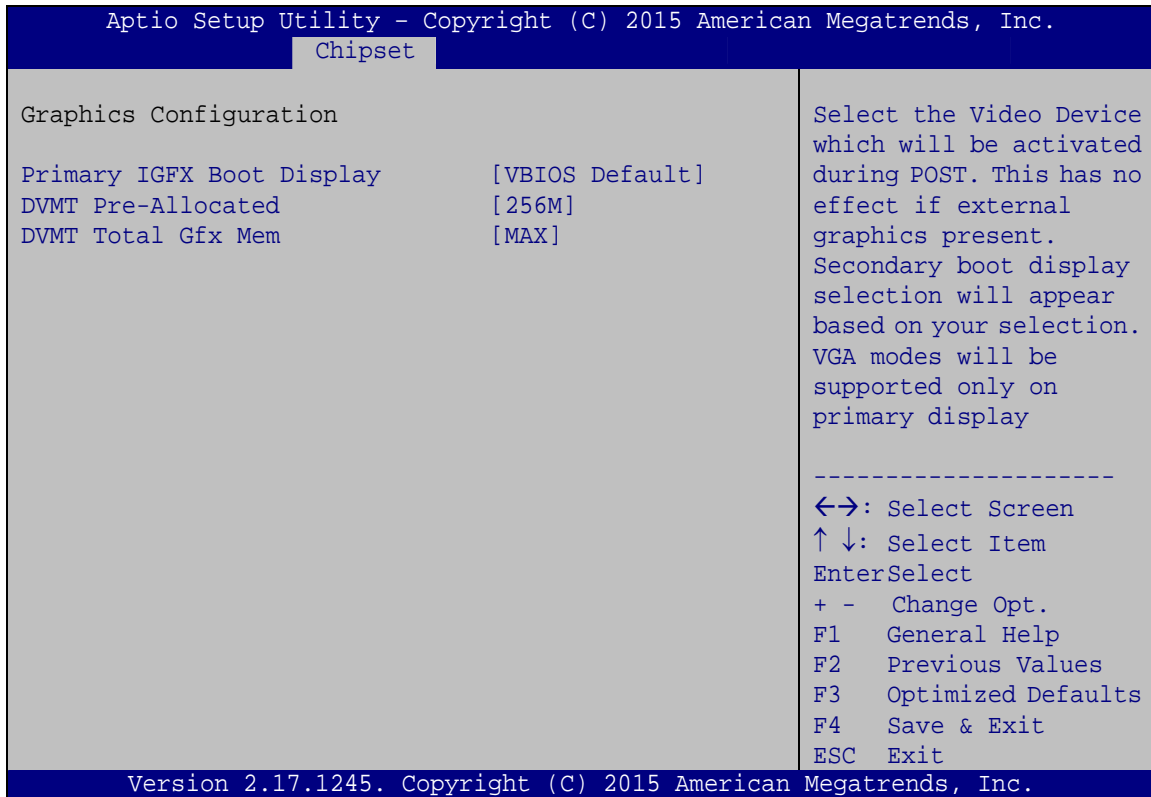 Aptio Setup Utility – Copyright (C) 2015 American Megatrends, Inc.
Chipset
Graphics Configuration
Primary IGFX Boot Display [VBIOS Default]
DVMT Pre-Allocated [256M]
DVMT Total Gfx Mem [MAX]
Select the Video Device
which will be activated
during POST. This has no
effect if external
graphics present.
Secondary boot display
selection will appear
based on your selection.
VGA modes will be
supported only on
primary display
---------------------
←→: Select Screen
↑ ↓: Select Item
EnterSelect
+ - Change Opt.
F1 General Help
F2 Previous Values
F3 Optimized Defaults
F4 Save & Exit
ESC Exit
Version 2.17.1245. Copyright (C) 2015 American Megatrends, Inc.